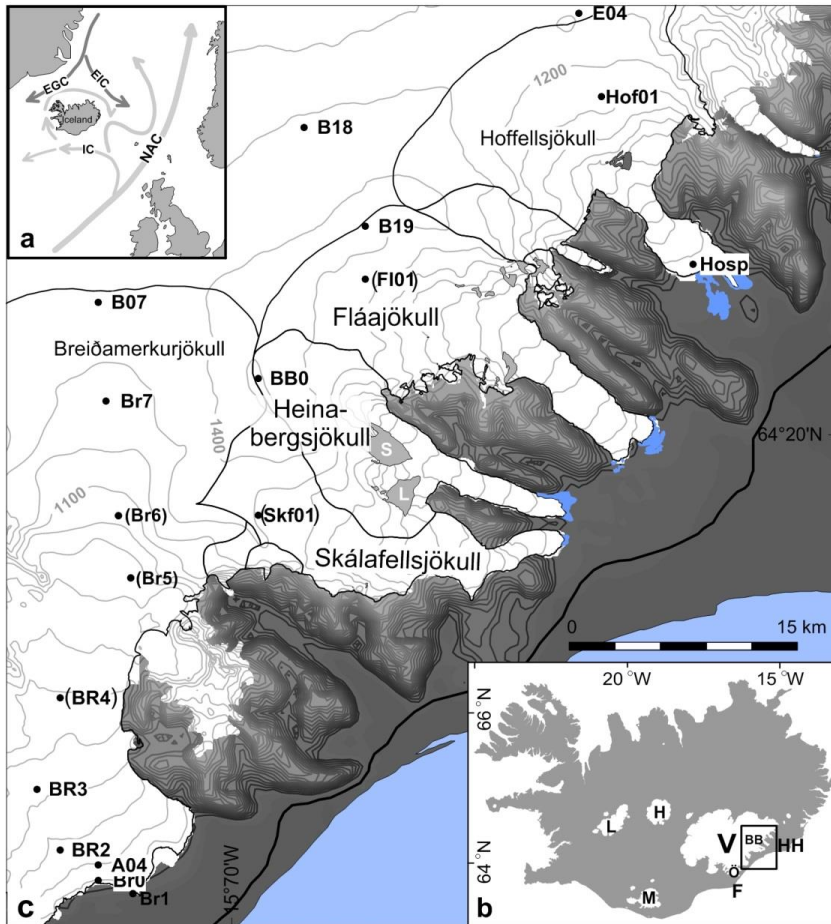 E04
1200
Hof01
Hoffellsjökull
B18
EGC
EIC
Iceland
IC
NAC
a
B19
(Fl01)
Hosp
Fláajökull
B07
Breiðamerkurjökull
BB0
Heina-
bergsjökull
Br7
1400
64°20'N
S
1100
L
(Br6)
(Skf01)
Skálafellsjökull
(Br5)
0 15 km
(BR4)
20 °W 15 °W
66 °N
BR3
L
H
V
BB
HH
BR2
A04
Br0
Br1
15°70'W
64 °N
Ö
F
M
c
b